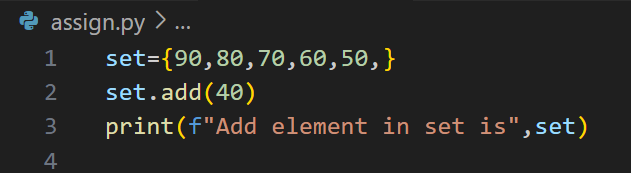 assign.py > ...
1 set={90,80,70,60,50,}
2 set.add(40)
3 print(f"Add element in set is",set)
4